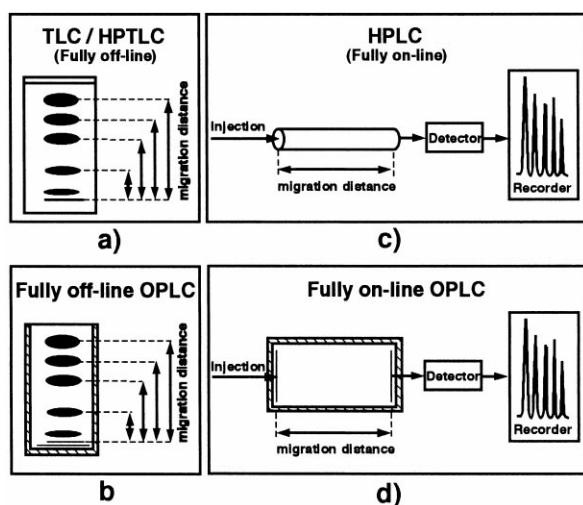 TLC / HPTLC
(Fully off-line)
migration distance
a)
HPLC
(Fully on-line)
Injection
migration distance
Detector
Recorder
c)
Fully off-line OPLC
migration distance
b
Fully on-line OPLC
Injection
migration distance
Detector
Recorder
d)